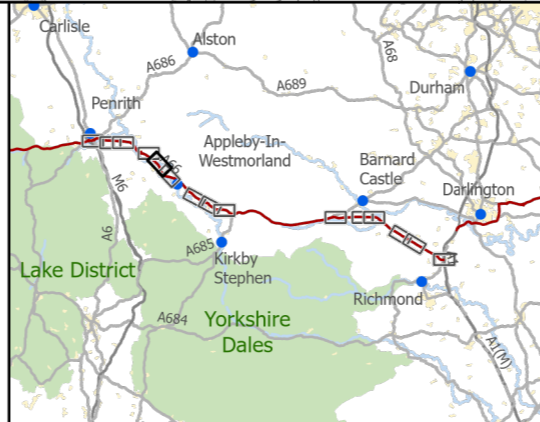 Carlisle
Alston
A686
A68
A689
Durham
Penrith
Appleby-In-
Westmorland
A66
Barnard
Castle
Darlington
M6
A6
A685
Lake District
Kirkby
Stephen
Richmond
A684
Yorkshire
Dales
A1(M)